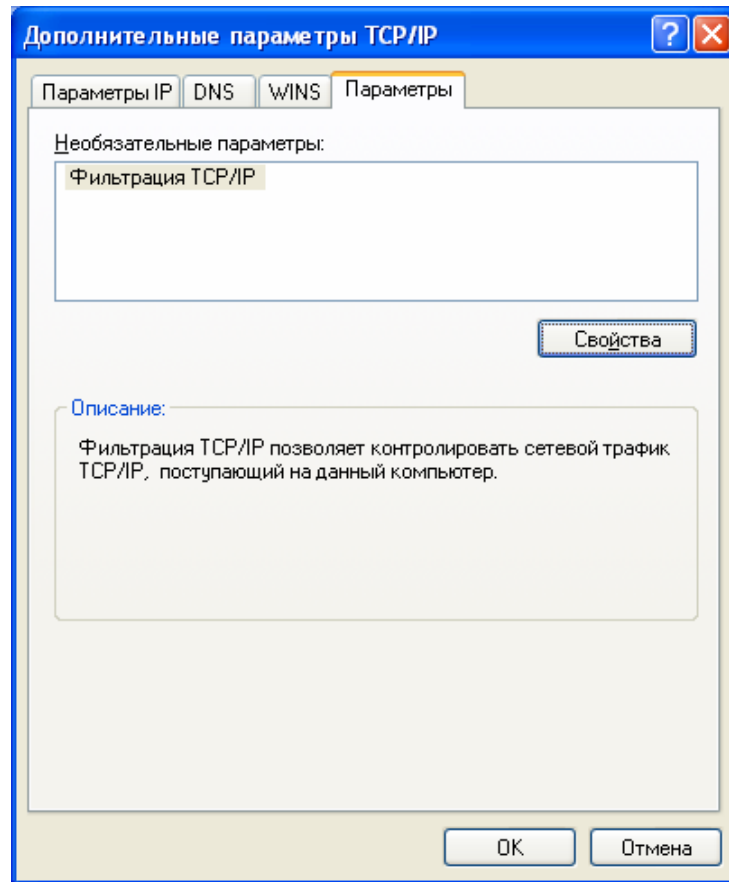 Дополнительные параметры TCP/IP
Параметры IP DNS WINS Параметры
Необязательные параметры:
Фильтрация TCP/IP
Свойства
Описание:
Фильтрация TCP/IP позволяет контролировать сетевой трафик
TCP/IP, поступающий на данный компьютер.
OK Отмена